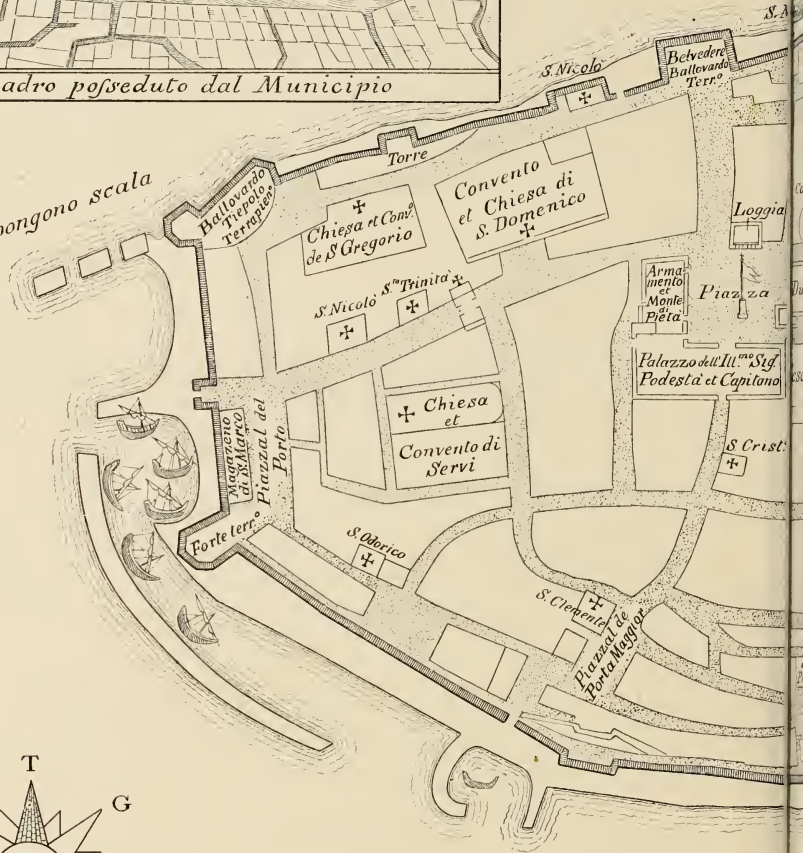 adro poſseduto dal Municipio
S. Nicolò
Belvedere
Ballovardo
Terr.º
scala
Ballovardo
Tiepolo
Terrapien.º
Torre
Convento
et Chiesa di
S. Domenico
Chiesa et Conv.º
de S Gregorio
Loggia
S. Nicolò
S.ta Trinità
Arma
mento
et
Monte
di
Pietà
Piazza
Palazzo dell'Ill.mo Sig.
Podestà et Capitano
Chiesa
et
Convento di
Servi
S Crist.
Magazeno
di S. Marco
Piazzal del
Porto
Forte terr.º
S. Odorico
S. Clemente
Piazzal de
Porta Maggior
T
G